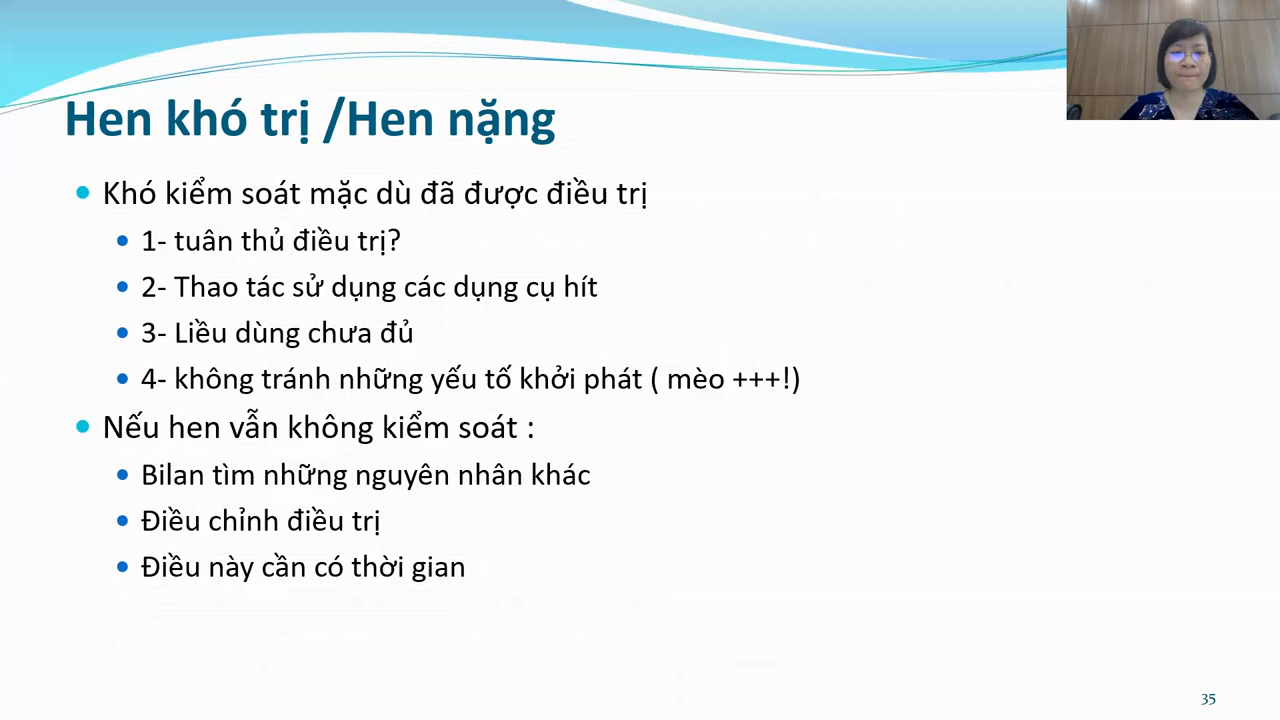 Hen khó trị /Hen nặng
Khó kiểm soát mặc dù đã được điều trị
1- tuân thủ điều trị?
2- Thao tác sử dụng các dụng cụ hít
3- Liều dùng chưa đủ
4- không tránh những yếu tố khởi phát ( mèo +++!)
Nếu hen vẫn không kiểm soát :
Bilan tìm những nguyên nhân khác
Điều chỉnh điều trị
Điều này cần có thời gian
35